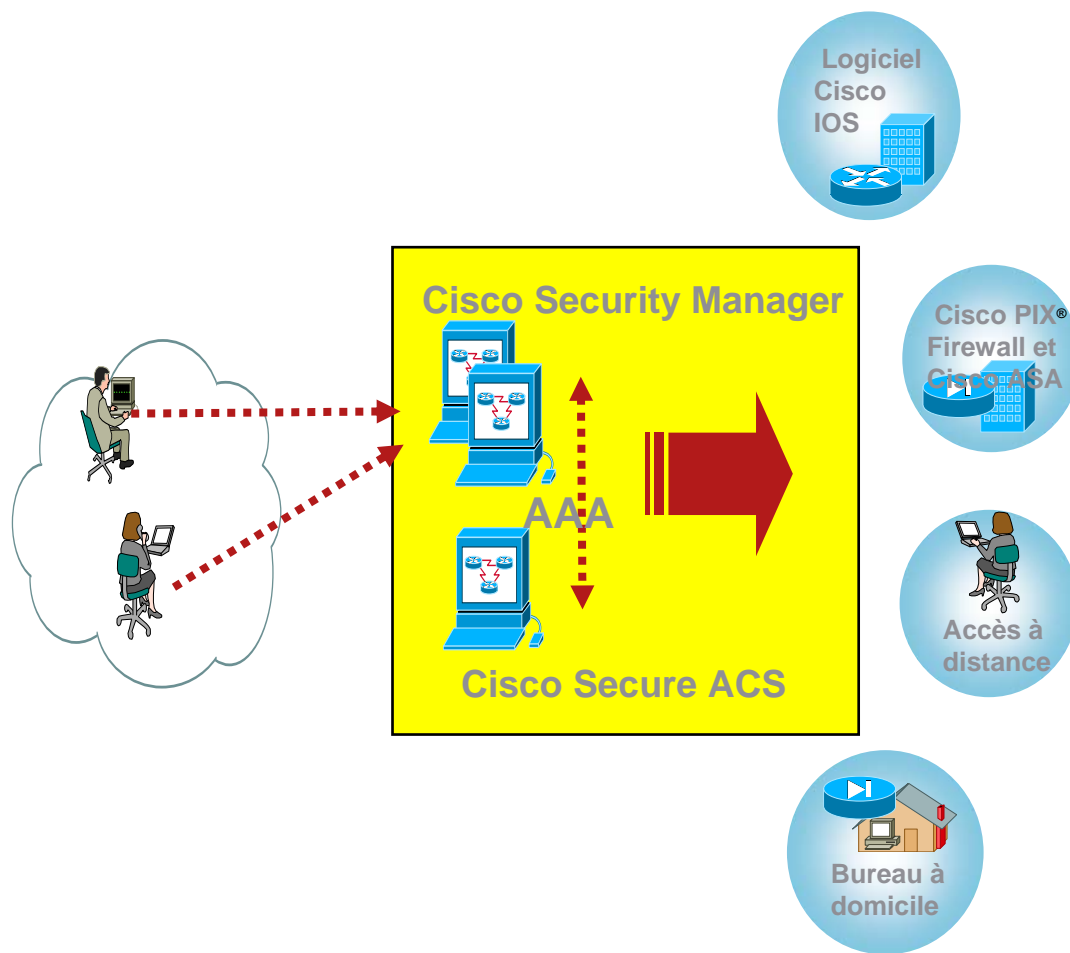 Logiciel
Cisco
IOS
Cisco Security Manager
Cisco PIX®
Firewall et
Cisco ASA
AAA
Accès à
distance
Cisco Secure ACS
Bureau à
domicile